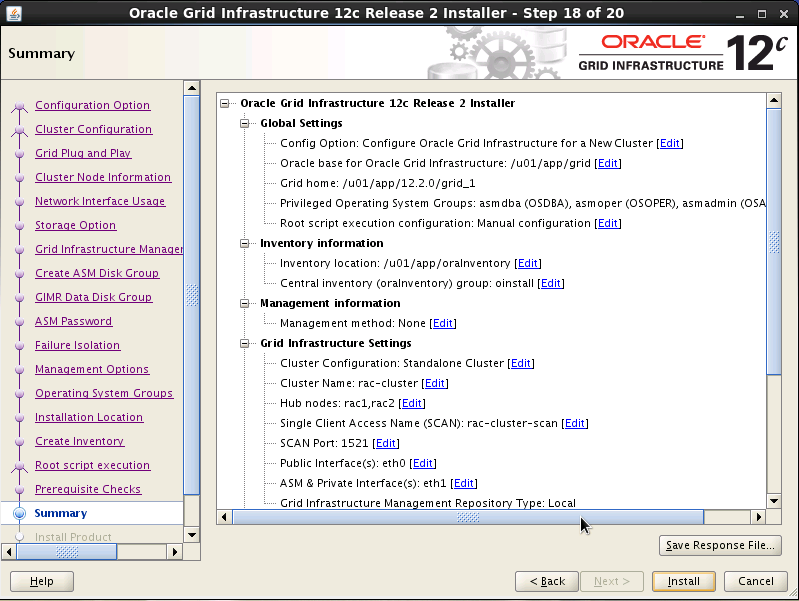 Oracle Grid Infrastructure 12c Release 2 Installer - Step 18 of 20
Summary
ORACLE
GRID INFRASTRUCTURE
12c
Configuration Option
Cluster Configuration
Grid Plug and Play
Cluster Node Information
Network Interface Usage
Storage Option
Grid Infrastructure Manager
Create ASM Disk Group
GIMR Data Disk Group
ASM Password
Failure Isolation
Management Options
Operating System Groups
Installation Location
Create Inventory
Root script execution
Prerequisite Checks
Summary
Install Product
Oracle Grid Infrastructure 12c Release 2 Installer
Global Settings
Config Option: Configure Oracle Grid Infrastructure for a New Cluster [Edit]
Oracle base for Oracle Grid Infrastructure: /u01/app/grid [Edit]
Grid home: /u01/app/12.2.0/grid_1
Privileged Operating System Groups: asmdba (OSDBA), asmoper (OSOPER), asmadmin (OSA
Root script execution configuration: Manual configuration [Edit]
Inventory information
Inventory location: /u01/app/oraInventory [Edit]
Central inventory (oraInventory) group: oinstall [Edit]
Management information
Management method: None [Edit]
Grid Infrastructure Settings
Cluster Configuration: Standalone Cluster [Edit]
Cluster Name: rac-cluster [Edit]
Hub nodes: rac1,rac2 [Edit]
Single Client Access Name (SCAN): rac-cluster-scan [Edit]
SCAN Port: 1521 [Edit]
Public Interface(s): eth0 [Edit]
ASM & Private Interface(s): eth1 [Edit]
Grid Infrastructure Management Repository Type: Local
Save Response File...
Help
< Back
Next >
Install
Cancel